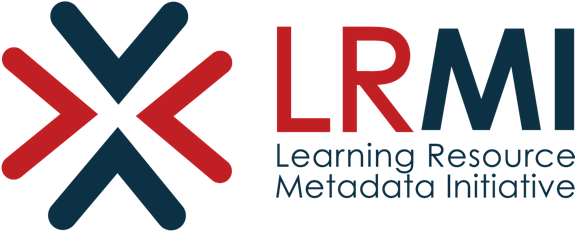 LRMI
Learning Resource
Metadata Initiative